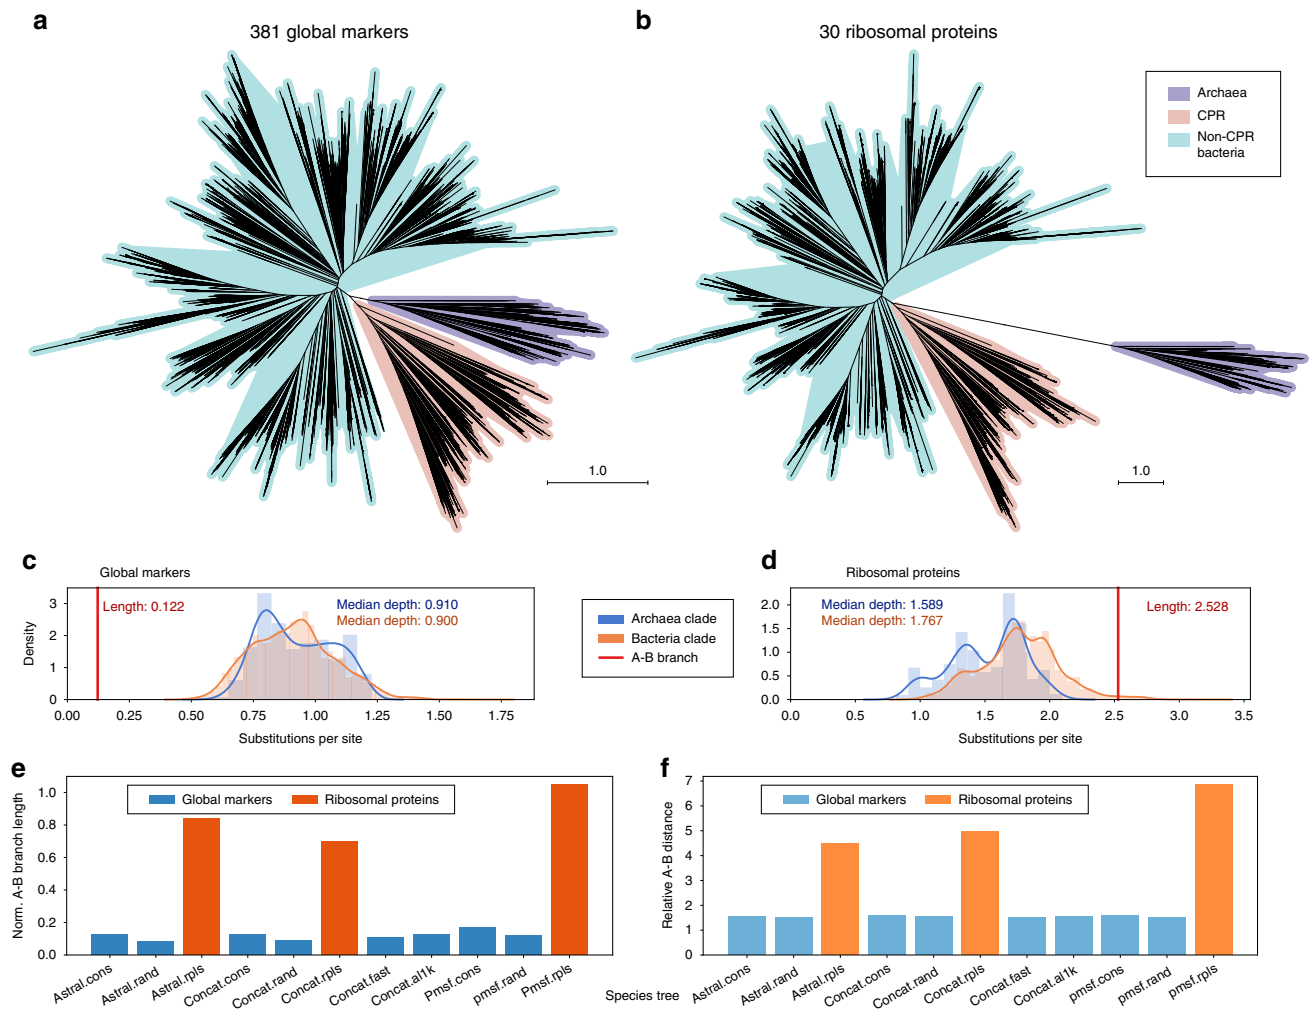 a
381 global markers
b
30 ribosomal proteins
Archaea
CPR
Non-CPR
bacteria
1.0
1.0
c
Global markers
Length: 0.122
Median depth: 0.910
Median depth: 0.900
Density
3
2
1
0
0.00
0.25
0.50
0.75
1.00
1.25
1.50
1.75
Substitutions per site
Archaea clade
Bacteria clade
A-B branch
d
Ribosomal proteins
Median depth: 1.589
Median depth: 1.767
Length: 2.528
2.0
1.5
1.0
0.5
0.0
0.0
0.5
1.0
1.5
2.0
2.5
3.0
3.5
Substitutions per site
e
Global markers
Ribosomal proteins
Norm. A-B branch length
1.0
0.8
0.6
0.4
0.2
0.0
Astral.cons
Astral.rand
Astral.rpls
Concat.cons
Concat.rand
Concat.rpls
Concat.fast
Concat.al1k
Pmsf.cons
pmsf.rand
Pmsf.rpls
Species tree
f
Global markers
Ribosomal proteins
Relative A-B distance
7
6
5
4
3
2
1
0
Astral.cons
Astral.rand
Astral.rpls
Concat.cons
Concat.rand
Concat.rpls
Concat.fast
Concat.al1k
pmsf.cons
pmsf.rand
pmsf.rpls